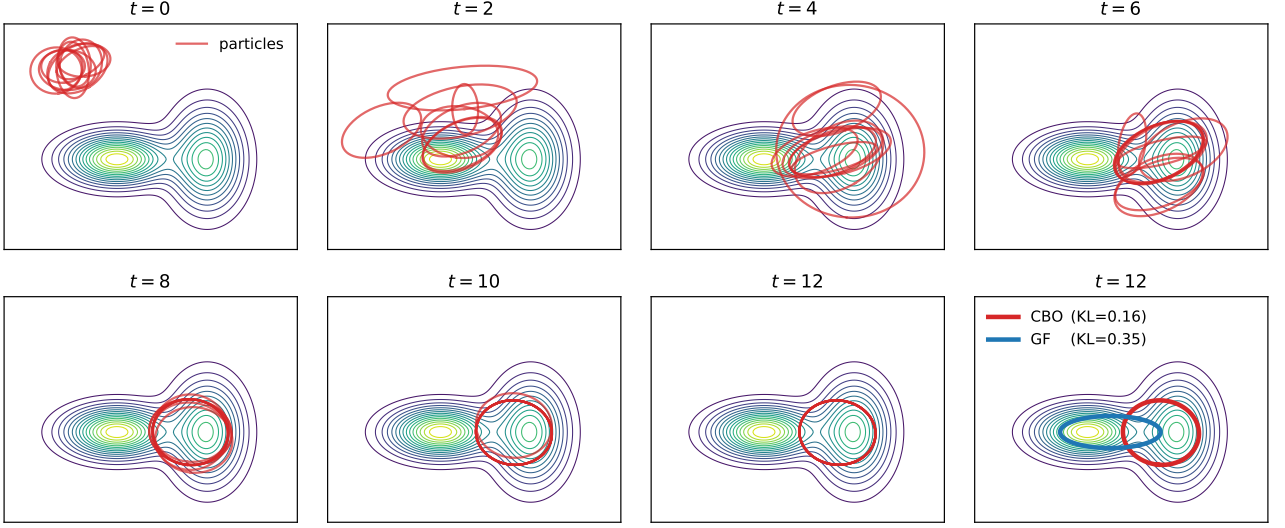 t = 0
t = 2
t = 4
t = 6
particles
t = 8
t = 10
t = 12
t = 12
CBO (KL=0.16)
GF (KL=0.35)